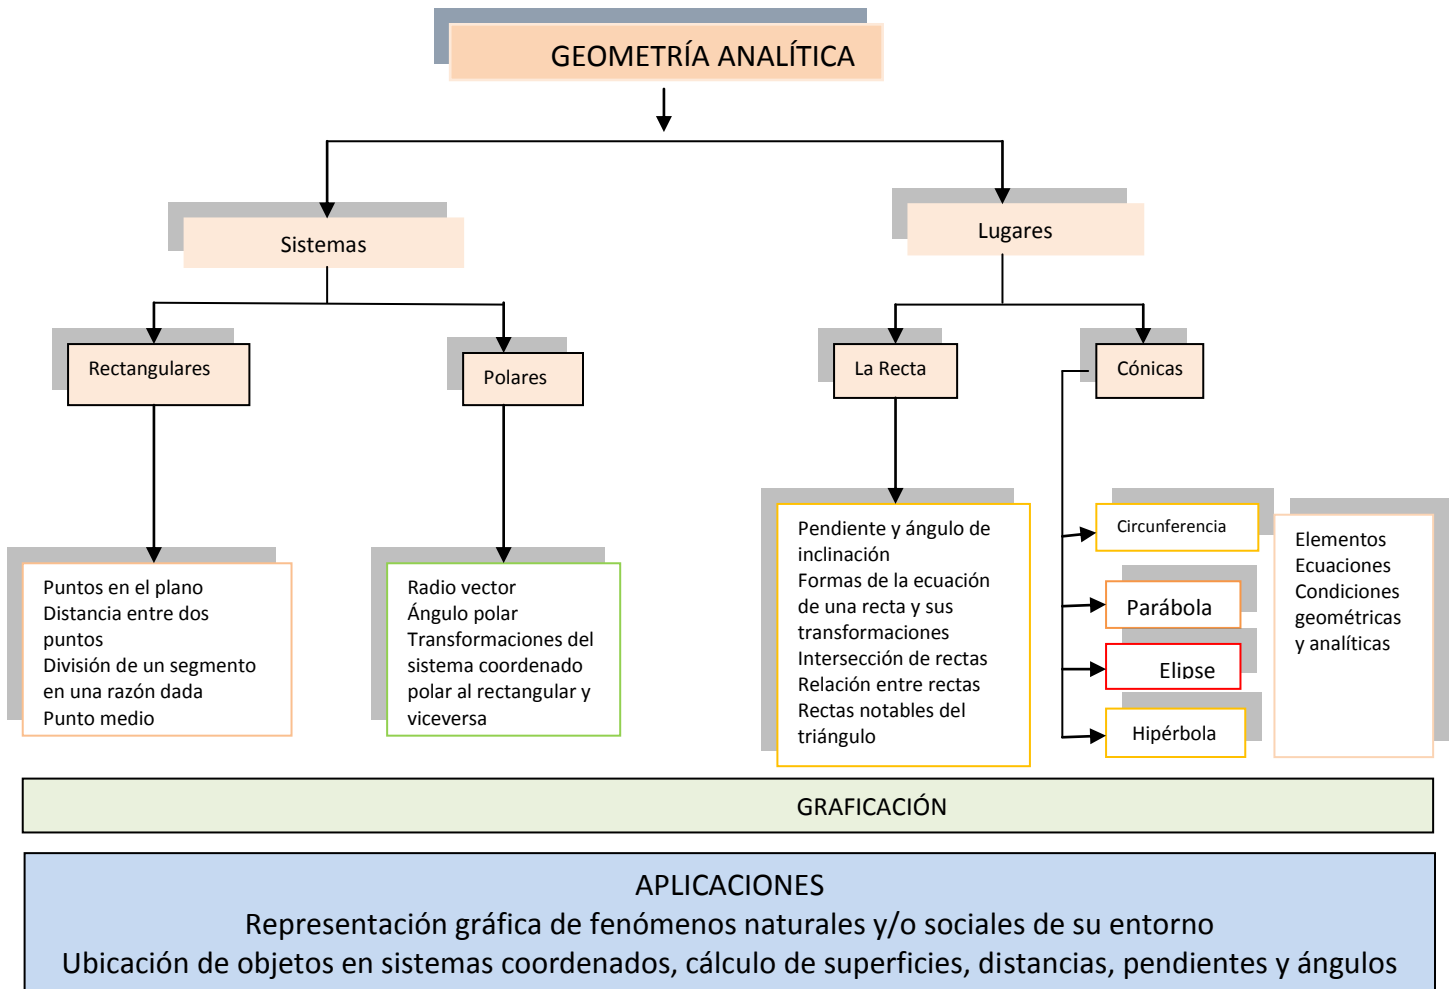 GEOMETRÍA ANALÍTICA
Sistemas
Lugares
Rectangulares
Polares
La Recta
Cónicas
Puntos en el plano
Distancia entre dos
puntos
División de un segmento
en una razón dada
Punto medio
Radio vector
Ángulo polar
Transformaciones del
sistema coordenado
polar al rectangular y
viceversa
Pendiente y ángulo de
inclinación
Formas de la ecuación
de una recta y sus
transformaciones
Intersección de rectas
Relación entre rectas
Rectas notables del
triángulo
Circunferencia
Parábola
Elipse
Hipérbola
Elementos
Ecuaciones
Condiciones
geométricas
y analíticas
GRAFICACIÓN
APLICACIONES
Representación gráfica de fenómenos naturales y/o sociales de su entorno
Ubicación de objetos en sistemas coordenados, cálculo de superficies, distancias, pendientes y ángulos